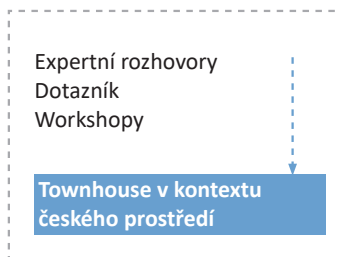 Expertní rozhovory
Dotazník
Workshopy
Townhouse v kontextu
českého prostředí